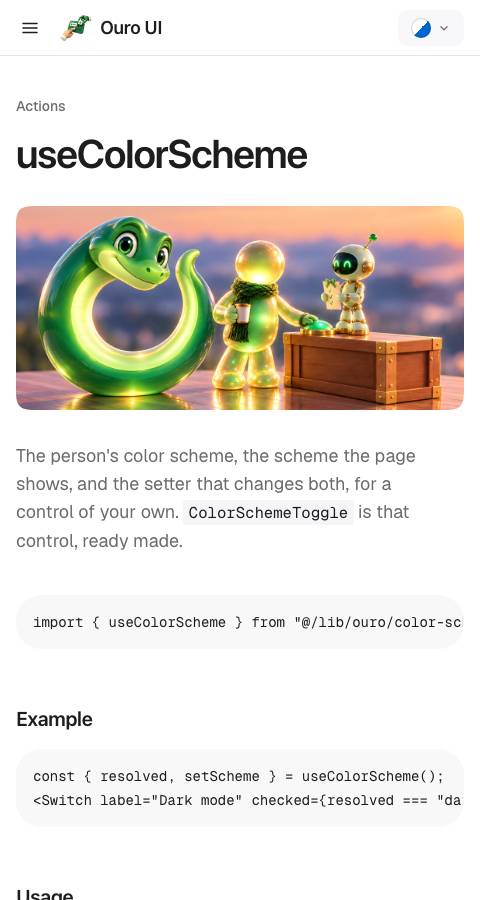 Ouro UI
Actions
useColorScheme
The person's color scheme, the scheme the page
shows, and the setter that changes both, for a
control of your own. ColorSchemeToggle is that
control, ready made.
import { useColorScheme } from "@/lib/ouro/color-sc
Example
const { resolved, setScheme } = useColorScheme();
<Switch label="Dark mode" checked={resolved === "da
Usage